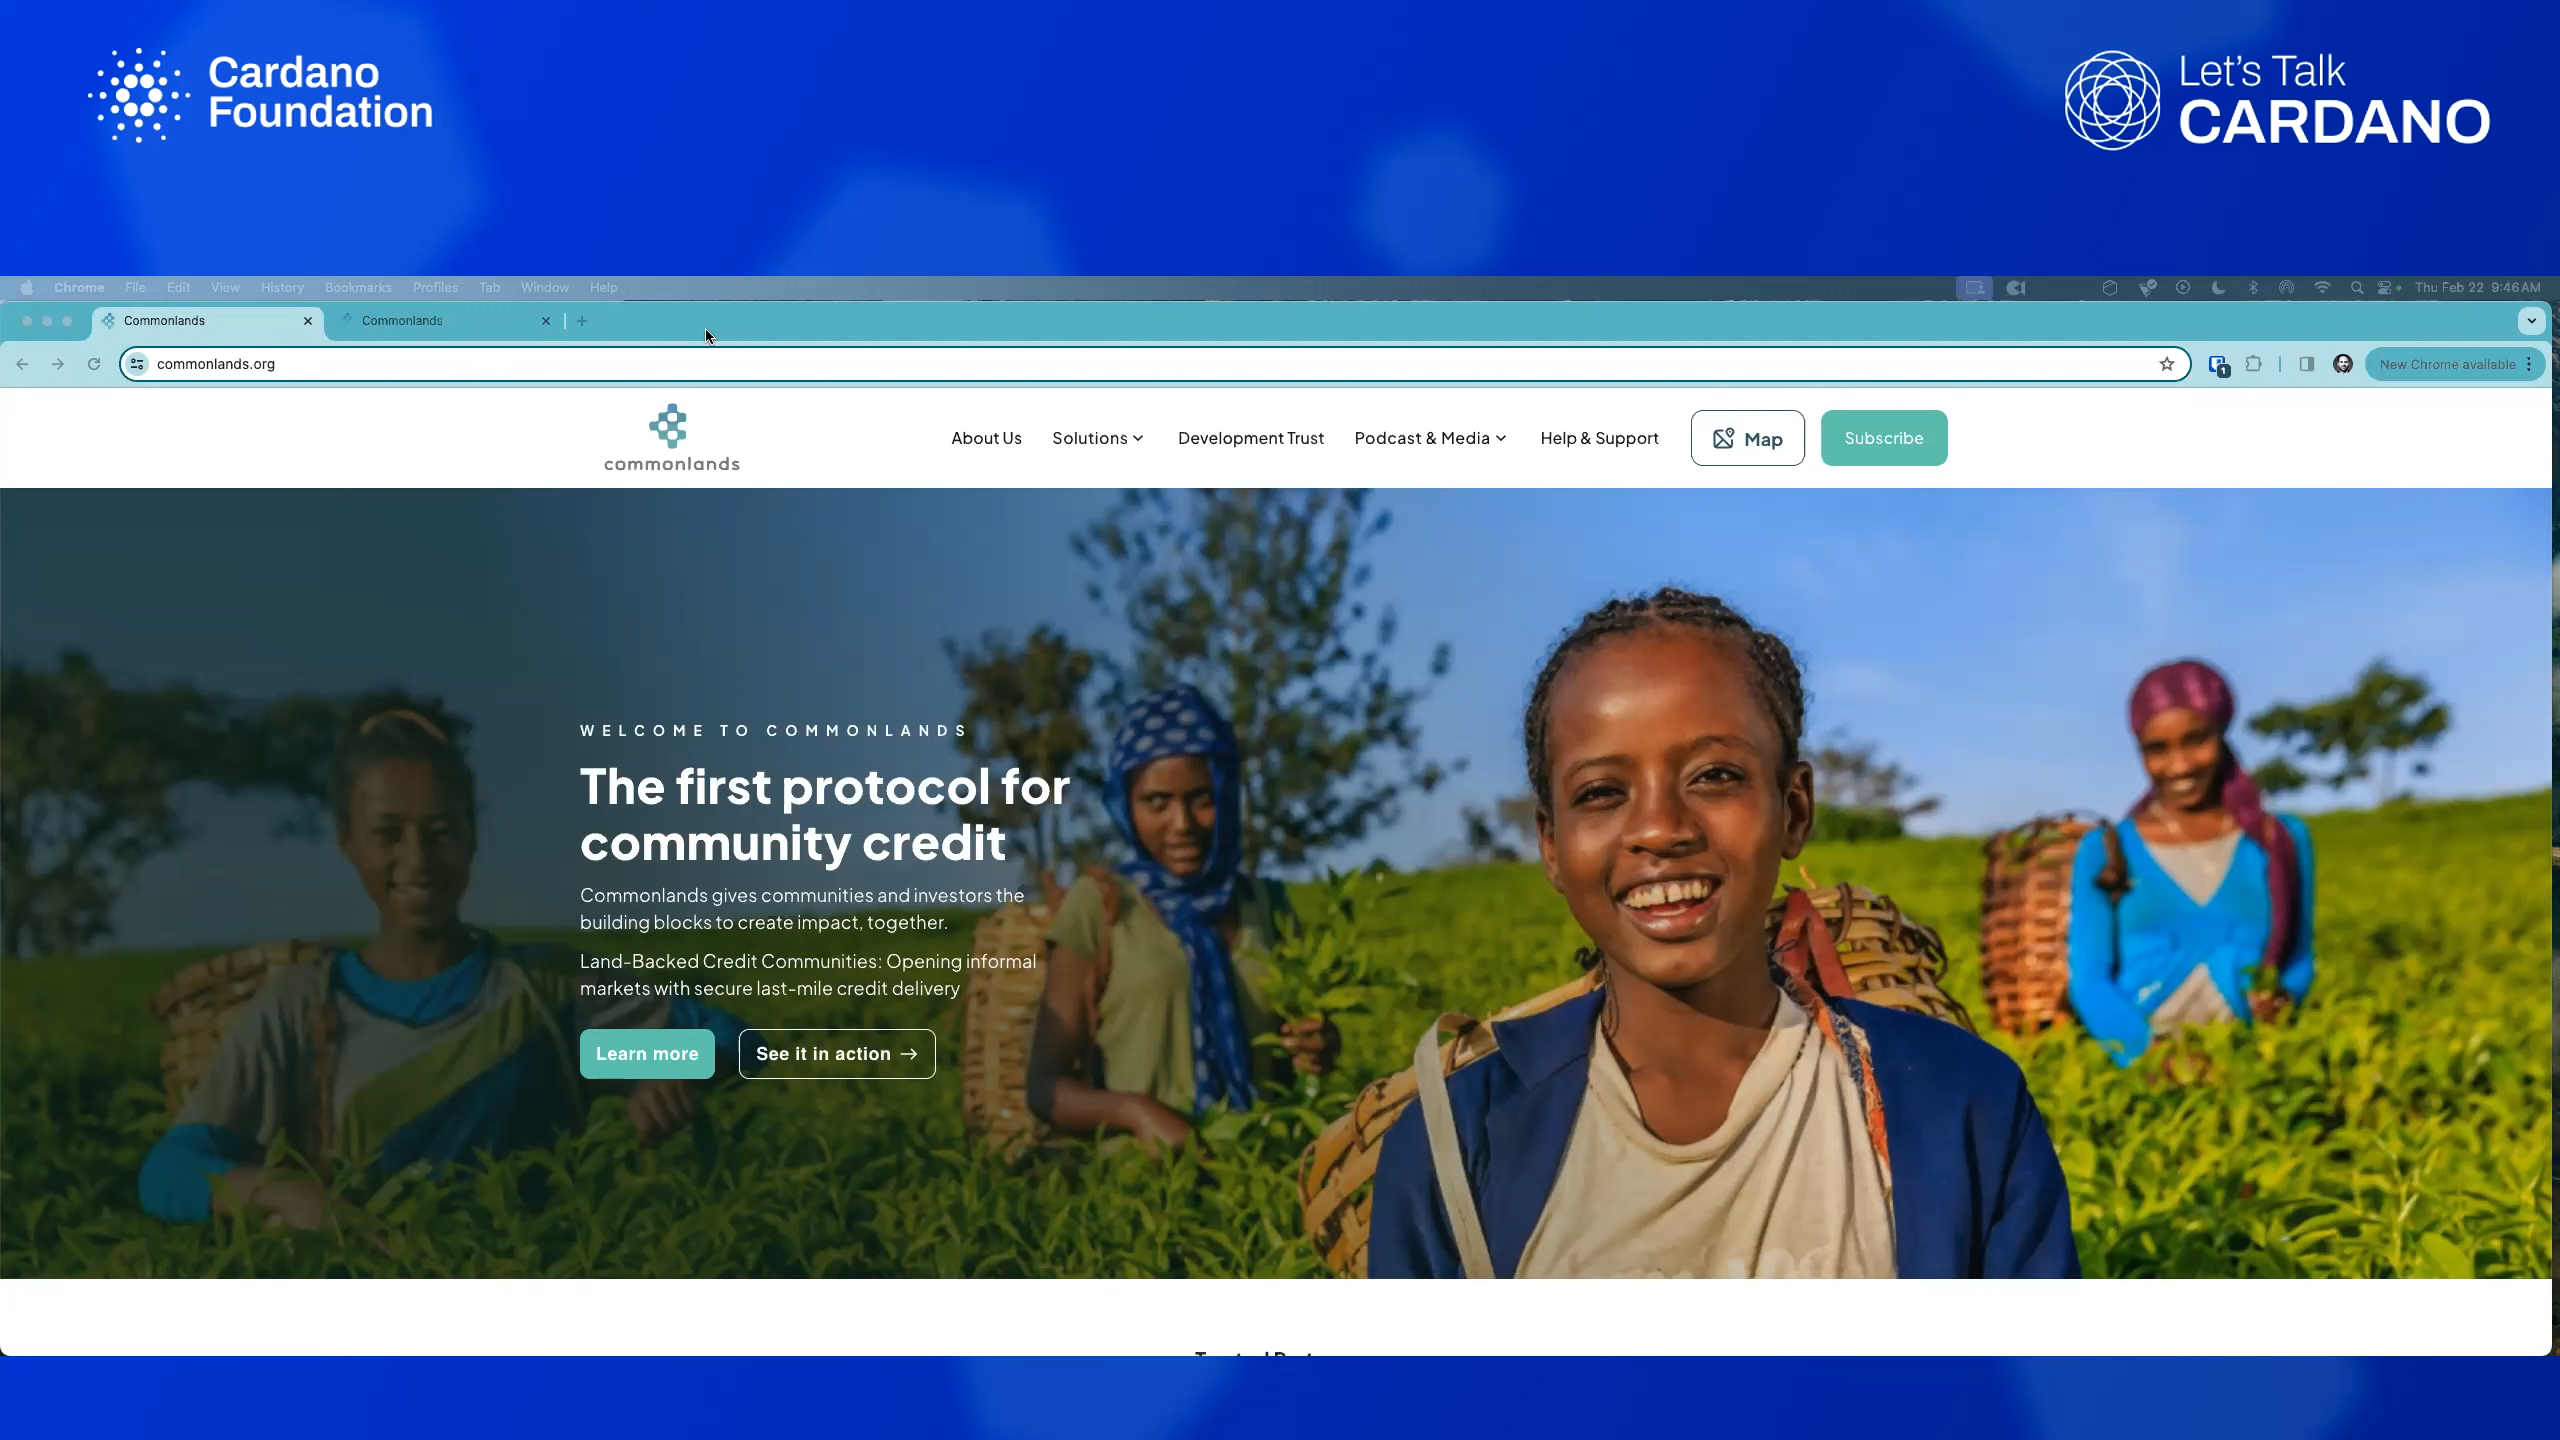 Cardano
Foundation
Let's Talk
CARDANO
Chrome File Edit View History Bookmarks Profiles Tab Window Help
Thu Feb 22 9:46 AM
Commonlands
Commonlands
commonlands.org
1
New Chrome available
commonlands
About Us
Solutions
Development Trust
Podcast & Media
Help & Support
Map
Subscribe
WELCOME TO COMMONLANDS
The first protocol for
community credit
Commonlands gives communities and investors the
building blocks to create impact, together.
Land-Backed Credit Communities: Opening informal
markets with secure last-mile credit delivery
Learn more
See it in action →